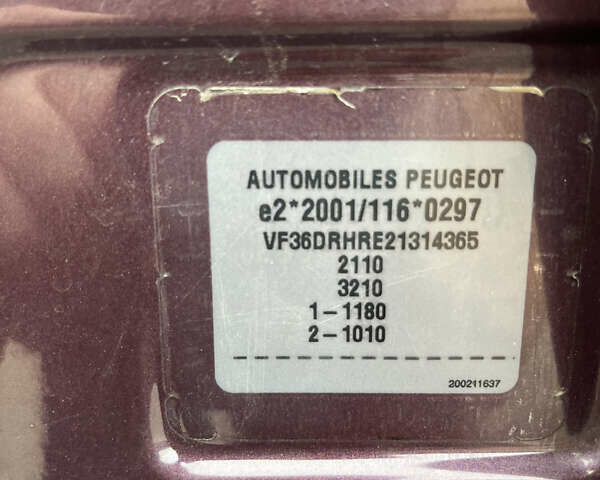 AUTOMOBILES PEUGEOT
e2*2001/116*0297
VF36DRHRE21314365
2110
3210
1-1180
2-1010
200211637